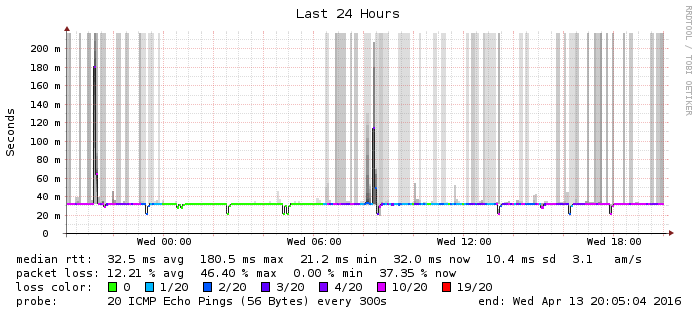 Last 24 Hours
RRDTOOL / TOBI OETIKER
Seconds
200 m
180 m
160 m
140 m
120 m
100 m
80 m
60 m
40 m
20 m
0
Wed 00:00 Wed 06:00 Wed 12:00 Wed 18:00
median rtt: 32.5 ms avg 180.5 ms max 21.2 ms min 32.0 ms now 10.4 ms sd 3.1 am/s
packet loss: 12.21 % avg 46.40 % max 0.00 % min 37.35 % now
loss color: 0 1/20 2/20 3/20 4/20 10/20 19/20
probe: 20 ICMP Echo Pings (56 Bytes) every 300s end: Wed Apr 13 20:05:04 2016